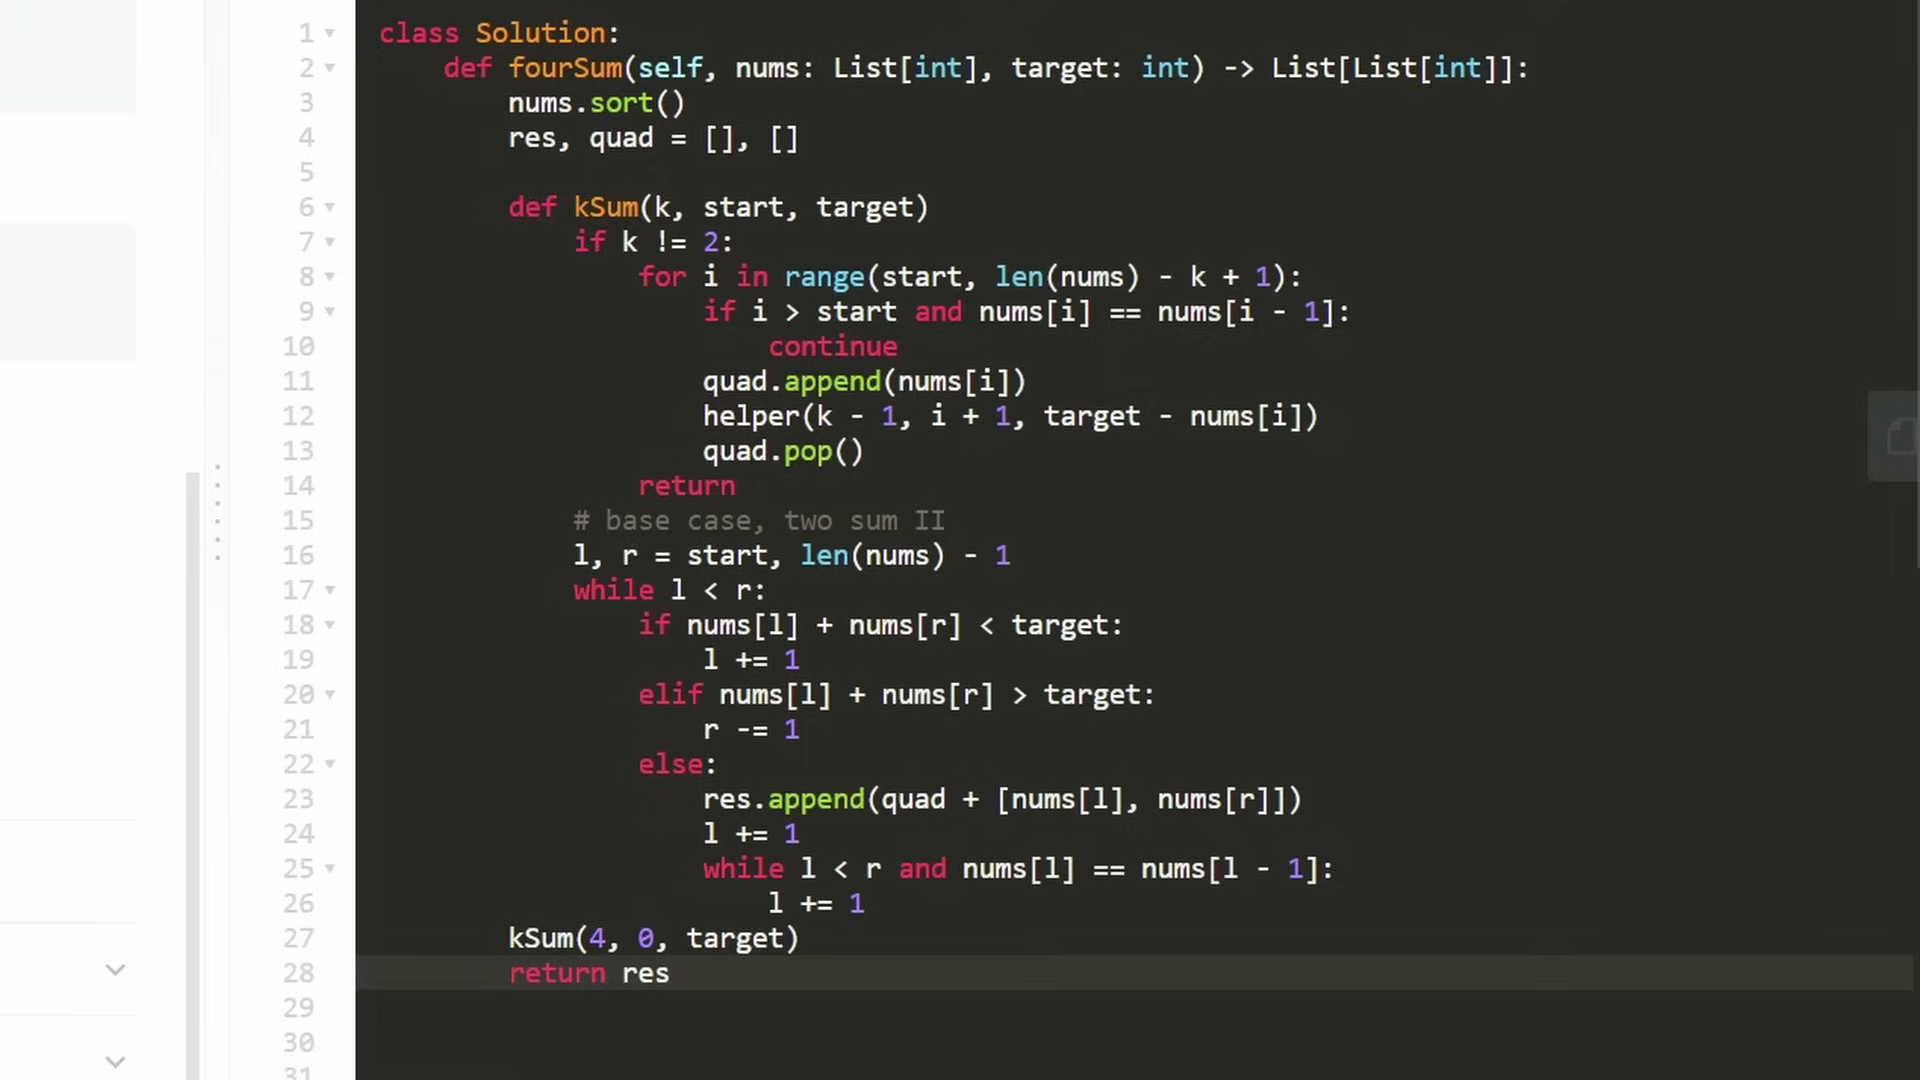 1 class Solution:
2 def fourSum(self, nums: List[int], target: int) -> List[List[int]]:
3 nums.sort()
4 res, quad = [], []
5
6 def kSum(k, start, target)
7 if k != 2:
8 for i in range(start, len(nums) - k + 1):
9 if i > start and nums[i] == nums[i - 1]:
10 continue
11 quad.append(nums[i])
12 helper(k - 1, i + 1, target - nums[i])
13 quad.pop()
14 return
15 # base case, two sum II
16 l, r = start, len(nums) - 1
17 while l < r:
18 if nums[l] + nums[r] < target:
19 l += 1
20 elif nums[l] + nums[r] > target:
21 r -= 1
22 else:
23 res.append(quad + [nums[l], nums[r]])
24 l += 1
25 while l < r and nums[l] == nums[l - 1]:
26 l += 1
27 kSum(4, 0, target)
28 return res
29
30
31